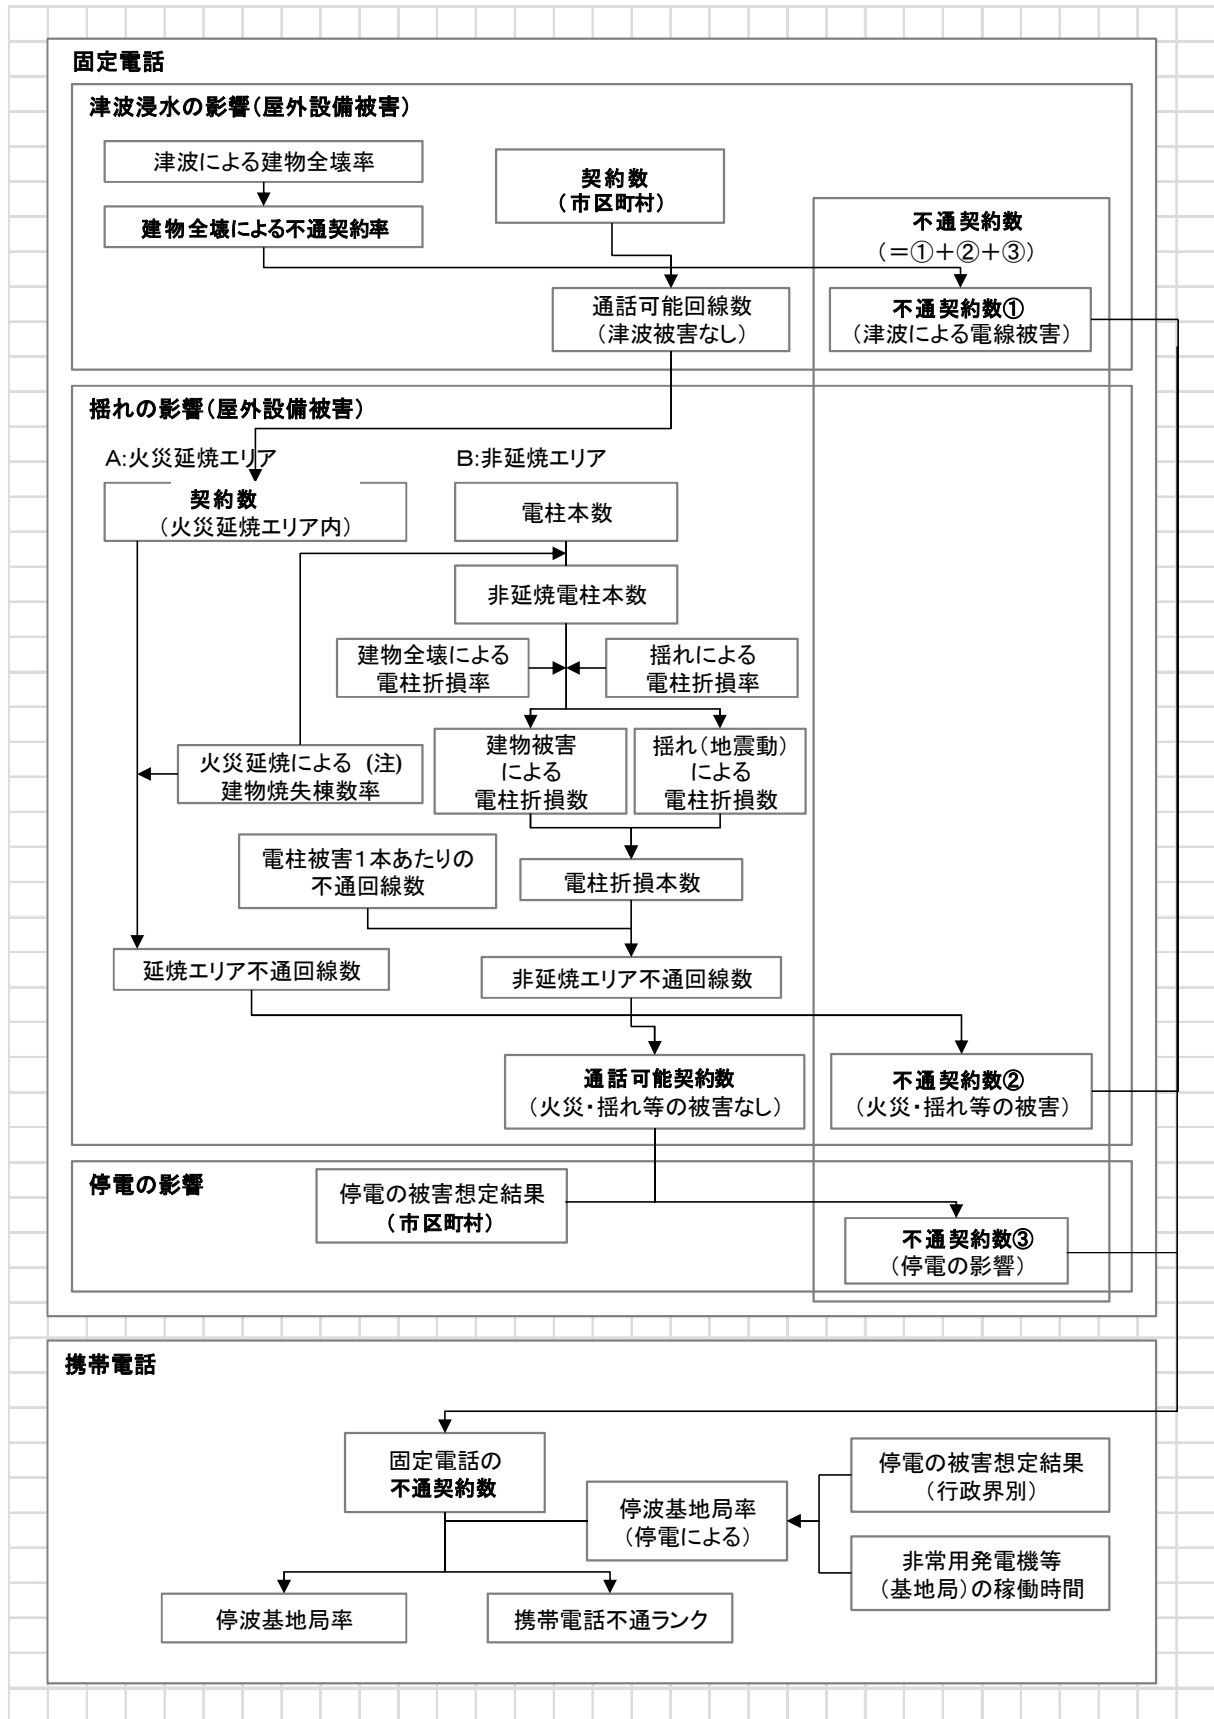 固定電話
津波浸水の影響（屋外設備被害）
津波による建物全壊率
建物全壊による不通契約率
契約数
（市区町村）
不通契約数
（＝①＋②＋③）
通話可能回線数
（津波被害なし）
不通契約数①
（津波による電線被害）
揺れの影響（屋外設備被害）
A:火災延焼エリア
B:非延焼エリア
契約数
（火災延焼エリア内）
電柱本数
非延焼電柱本数
建物全壊による
電柱折損率
揺れによる
電柱折損率
火災延焼による (注)
建物焼失棟数率
建物被害
による
電柱折損数
揺れ（地震動）
による
電柱折損数
電柱被害１本あたりの
不通回線数
電柱折損本数
延焼エリア不通回線数
非延焼エリア不通回線数
通話可能契約数
（火災・揺れ等の被害なし）
不通契約数②
（火災・揺れ等の被害）
停電の影響
停電の被害想定結果
（市区町村）
不通契約数③
（停電の影響）
携帯電話
固定電話の
不通契約数
停波基地局率
（停電による）
停電の被害想定結果
（行政界別）
非常用発電機等
（基地局）の稼働時間
停波基地局率
携帯電話不通ランク